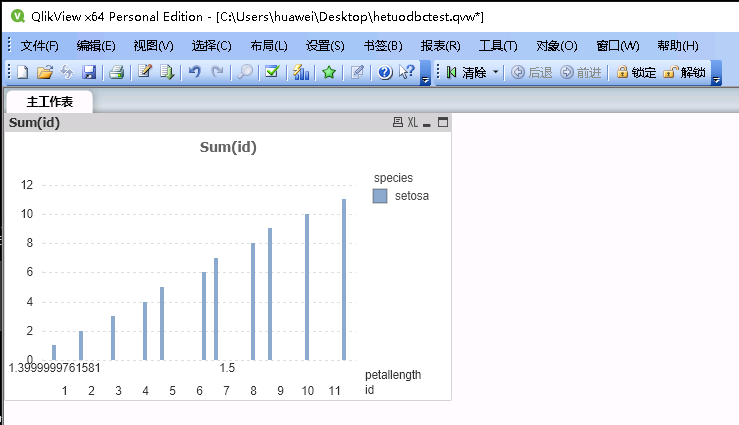 QlikView x64 Personal Edition - [C:\Users\huawei\Desktop\hetuodbctest.qvw*]
文件(F) 编辑(E) 视图(V) 选择(C) 布局(L) 设置(S) 书签(B) 报表(R) 工具(T) 对象(O) 窗口(W) 帮助(H)
清除 后退 前进 锁定 解锁
主工作表
Sum(id) XL
Sum(id)
species
setosa
12
10
8
6
4
2
0
1.3999999761581 1.5
petallength
1 2 3 4 5 6 7 8 9 10 11 id